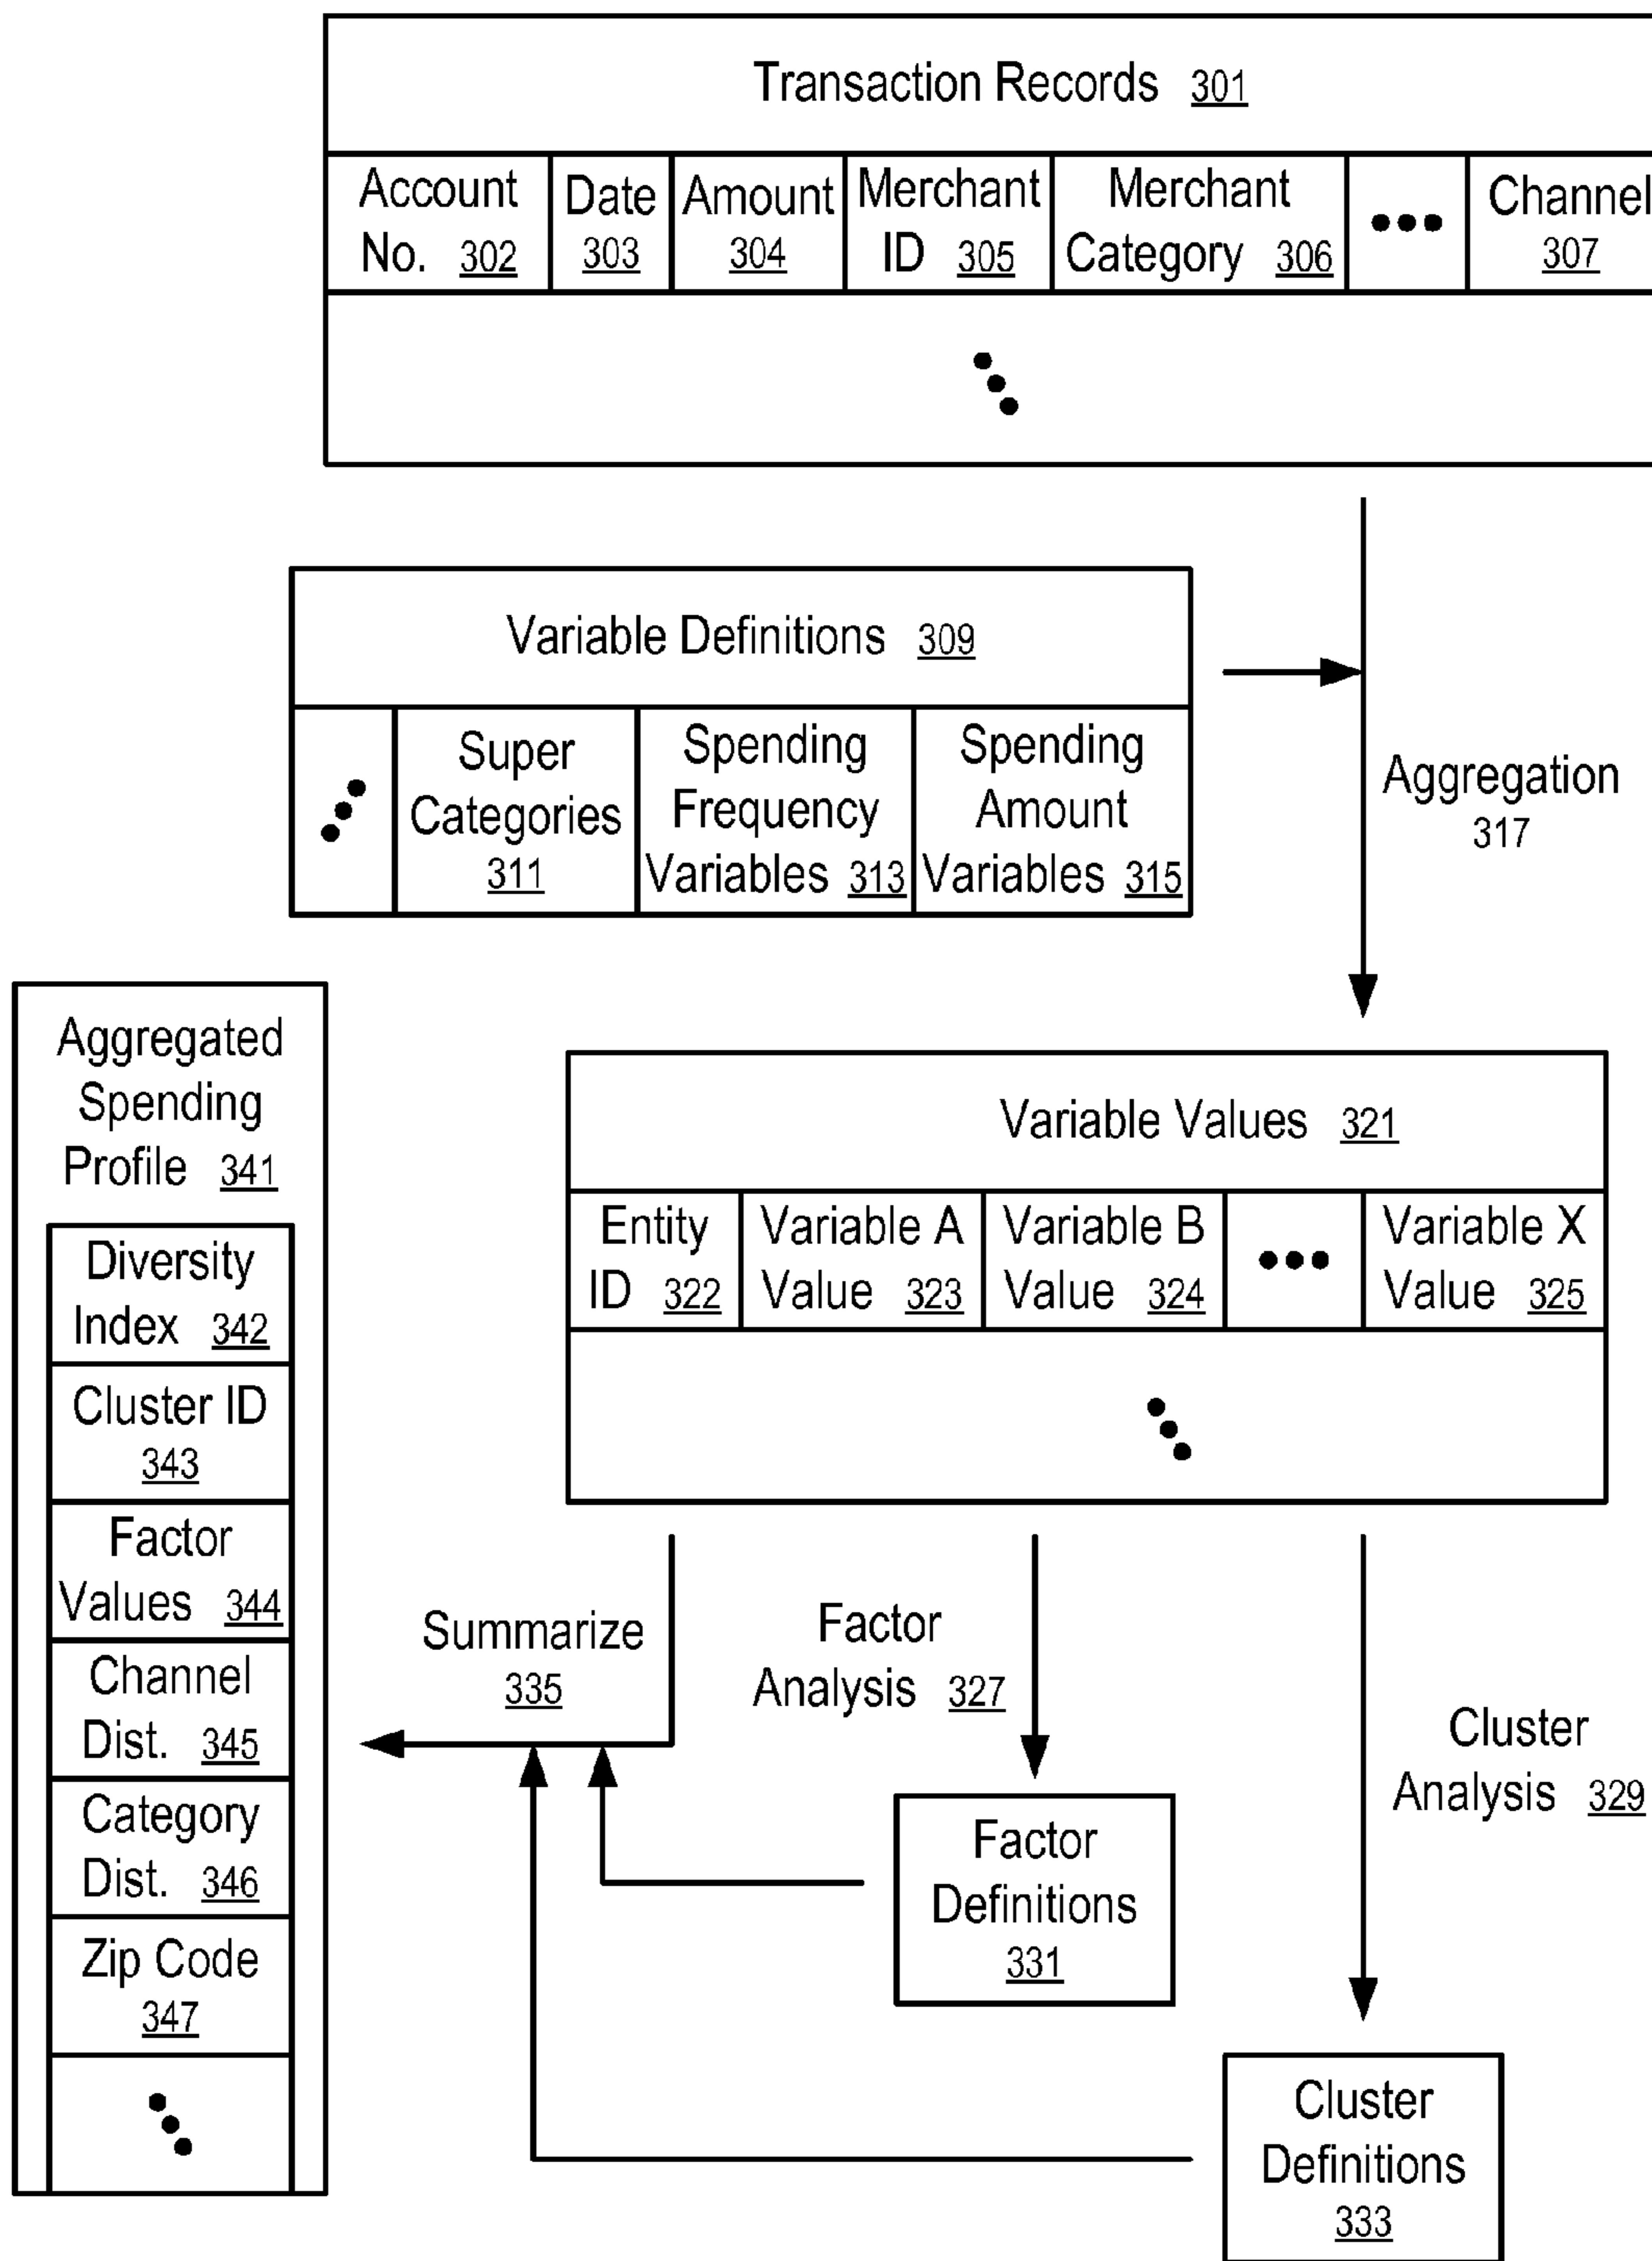 Transaction Records 301
Account
No. 302
Date
303
Amount
304
Merchant
ID 305
Merchant
Category 306
Channel
307
Variable Definitions 309
Super
Categories
311
Spending
Frequency
Variables 313
Spending
Amount
Variables 315
Aggregation
317
Aggregated
Spending
Profile 341
Diversity
Index 342
Cluster ID
343
Factor
Values 344
Channel
Dist. 345
Category
Dist. 346
Zip Code
347
Variable Values 321
Entity
ID 322
Variable A
Value 323
Variable B
Value 324
Variable X
Value 325
Summarize
335
Factor
Analysis 327
Cluster
Analysis 329
Factor
Definitions
331
Cluster
Definitions
333